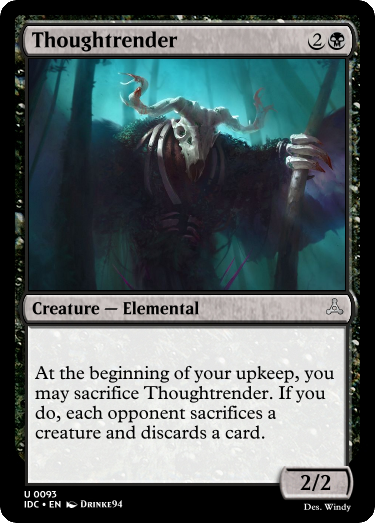 Thoughtrender 2
Creature — Elemental
At the beginning of your upkeep, you
may sacrifice Thoughtrender. If you
do, each opponent sacrifices a
creature and discards a card.
2/2
U 0093
IDC • EN Drinke94
Des. Windy